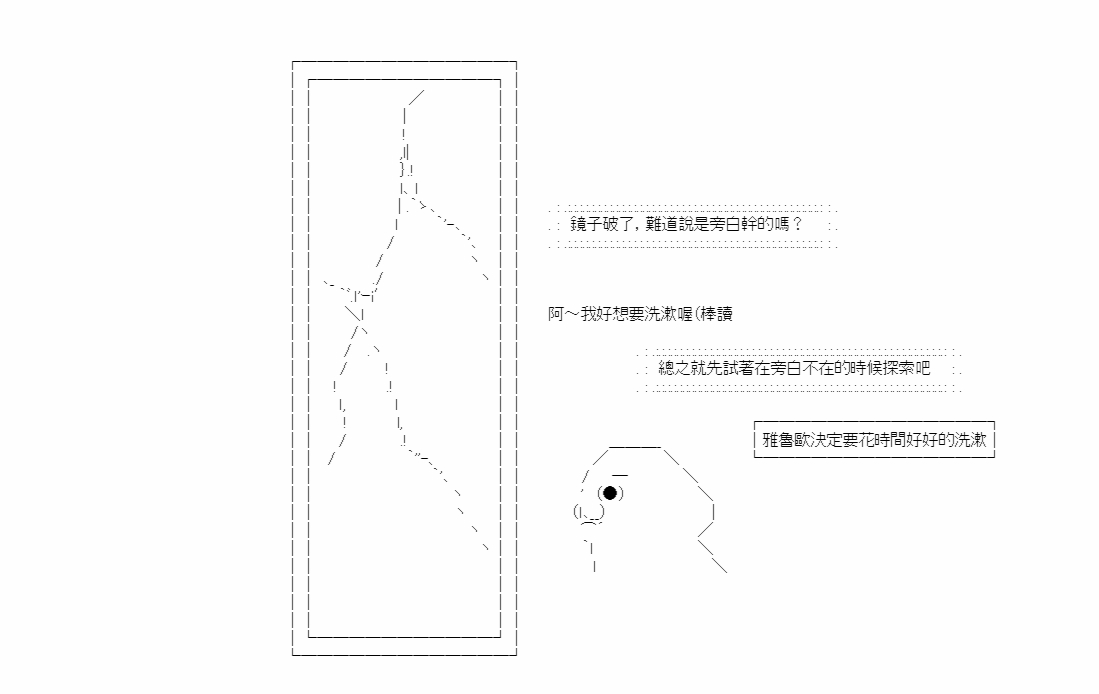 鏡子破了，難道說是旁白幹的嗎？
阿～我好想要洗漱喔(棒讀
總之就先試著在旁白不在的時候探索吧
雅魯歐決定要花時間好好的洗漱